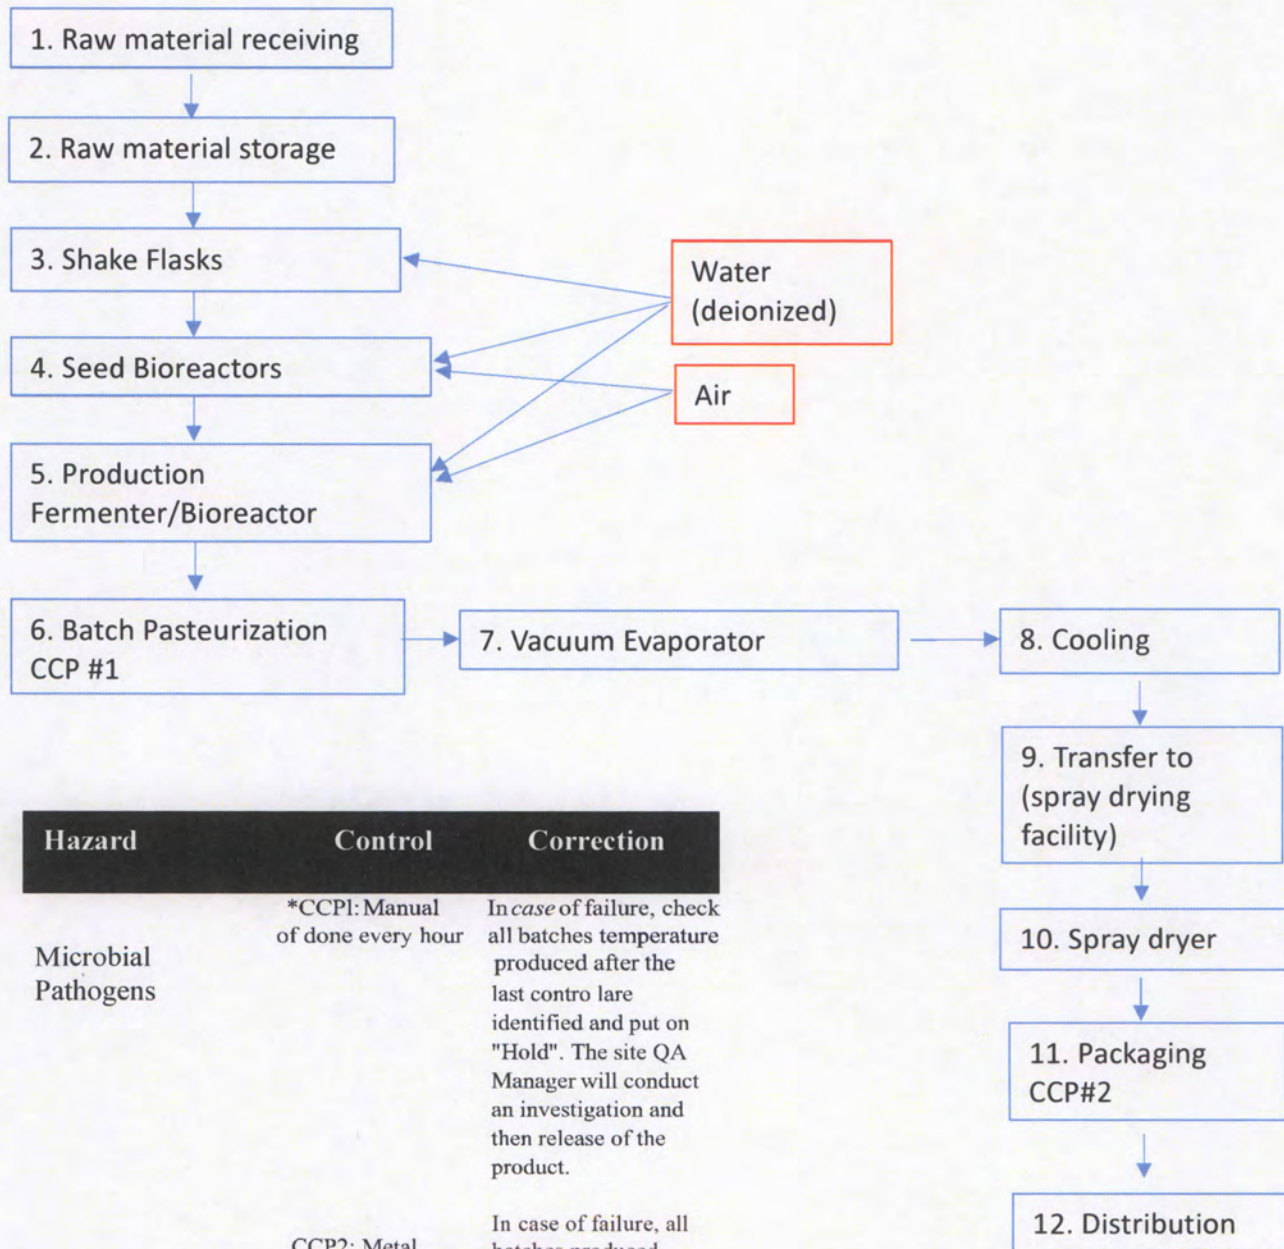 1. Raw material receiving
2. Raw material storage
3. Shake Flasks
4. Seed Bioreactors
5. Production
Fermenter/Bioreactor
Water
(deionized)
Air
6. Batch Pasteurization
CCP #1
7. Vacuum Evaporator
8. Cooling
9. Transfer to
(spray drying
facility)
10. Spray dryer
11. Packaging
CCP#2
12. Distribution
Hazard Control Correction
Microbial
Pathogens
*CCP1: Manual
of done every hour
In case of failure, check
all batches temperature
produced after the
last contro lare
identified and put on
"Hold". The site QA
Manager will conduct
an investigation and
then release of the
product.
CCP2: Metal
In case of failure, all
batches produced